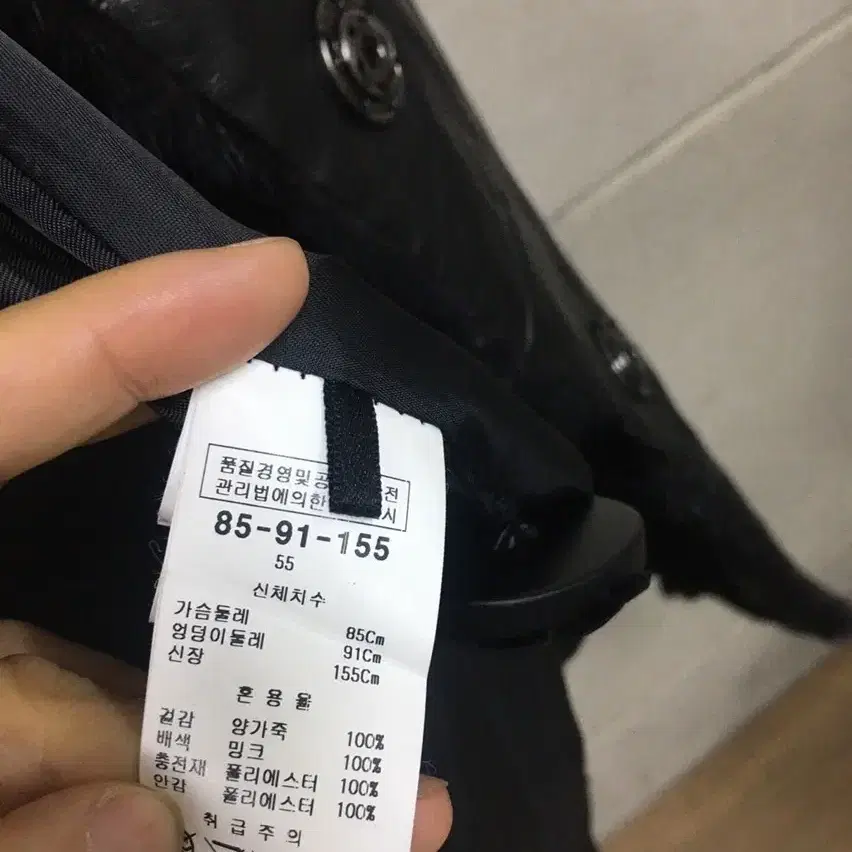 품질경영및 전
관리법에의한 시
85-91-155
55
신체치수
가슴둘레 85Cm
엉덩이둘레 91Cm
신장 155Cm
혼용율
겉감 양가죽 100%
배색 밍크 100%
충전재 폴리에스터 100%
안감 폴리에스터 100%
취급주의